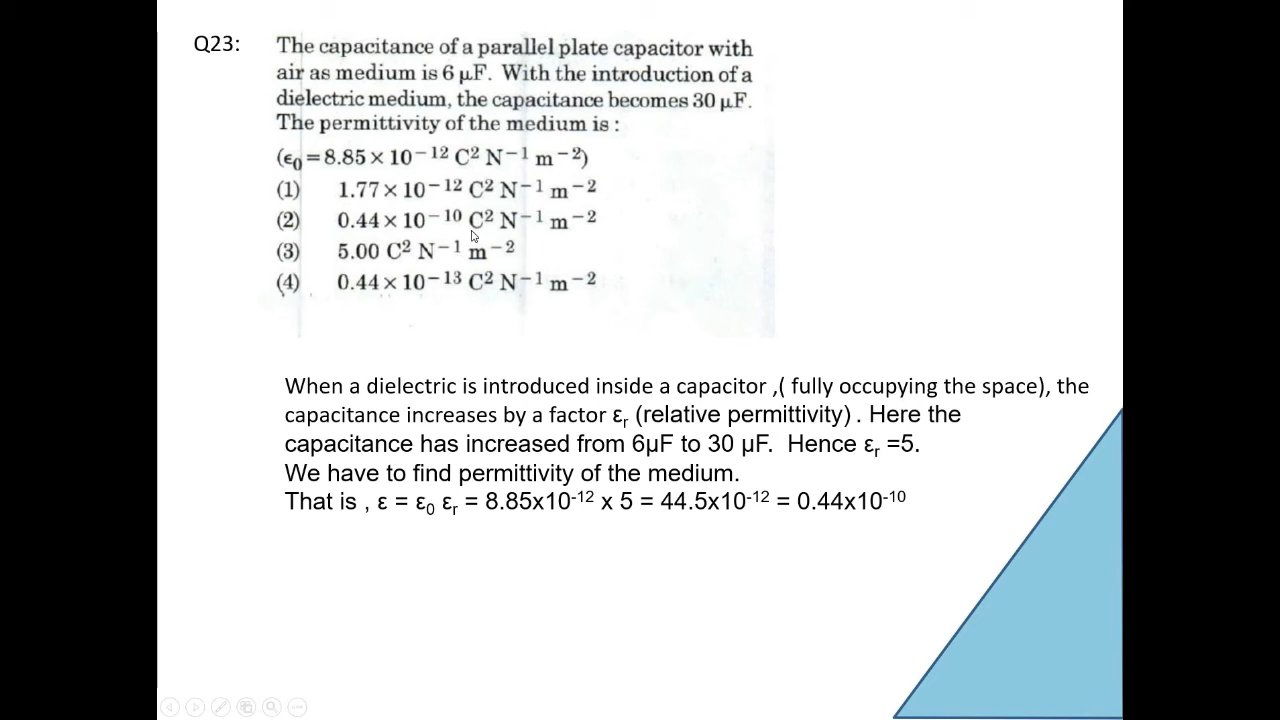 Q23:
The capacitance of a parallel plate capacitor with
air as medium is 6 μF. With the introduction of a
dielectric medium, the capacitance becomes 30 μF.
The permittivity of the medium is :
(ϵ₀ = 8.85 × 10⁻¹² C² N⁻¹ m⁻²)
(1) 1.77 × 10⁻¹² C² N⁻¹ m⁻²
(2) 0.44 × 10⁻¹⁰ C² N⁻¹ m⁻²
(3) 5.00 C² N⁻¹ m⁻²
(4) 0.44 × 10⁻¹³ C² N⁻¹ m⁻²
When a dielectric is introduced inside a capacitor ,( fully occupying the space), the
capacitance increases by a factor εᵣ (relative permittivity) . Here the
capacitance has increased from 6μF to 30 μF. Hence εᵣ =5.
We have to find permittivity of the medium.
That is , ε = ε₀ εᵣ = 8.85x10⁻¹² x 5 = 44.5x10⁻¹² = 0.44x10⁻¹⁰